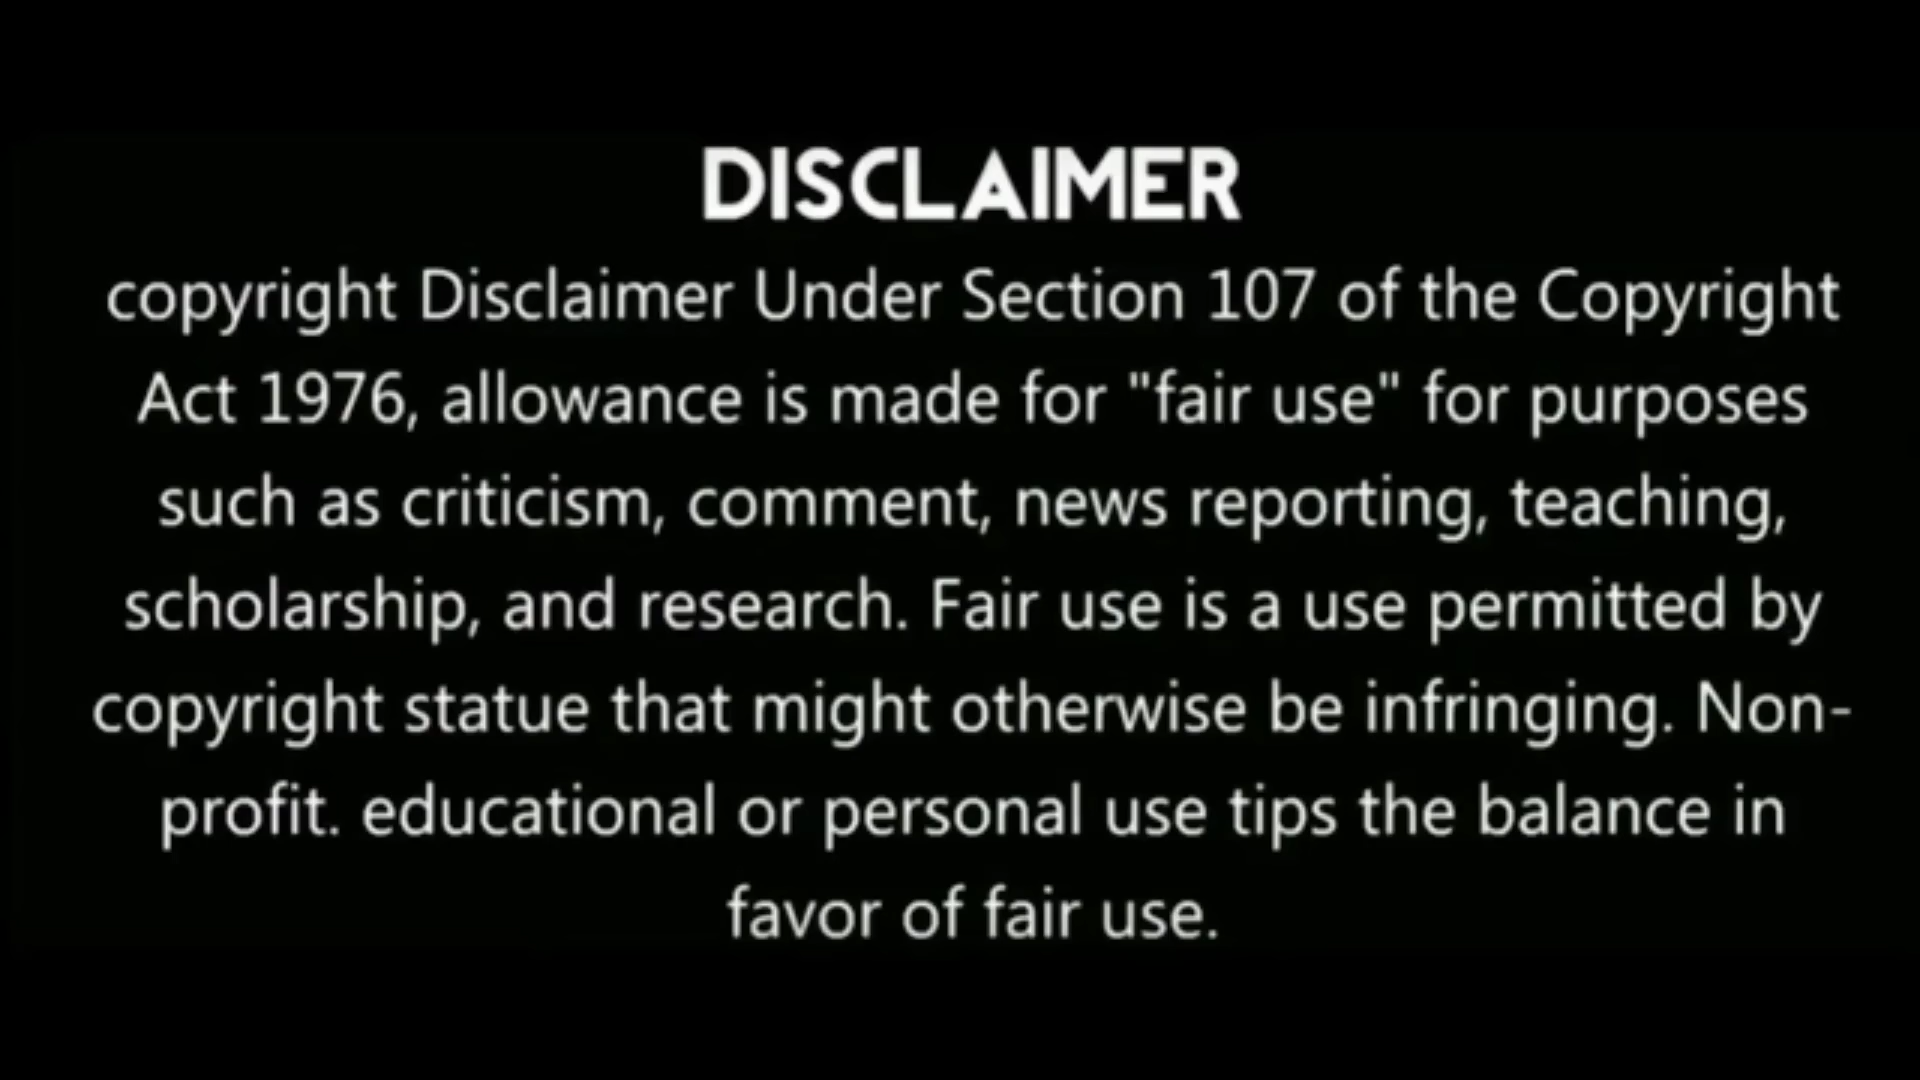 DISCLAIMER
copyright Disclaimer Under Section 107 of the Copyright
Act 1976, allowance is made for "fair use" for purposes
such as criticism, comment, news reporting, teaching,
scholarship, and research. Fair use is a use permitted by
copyright statue that might otherwise be infringing. Non-
profit. educational or personal use tips the balance in
favor of fair use.